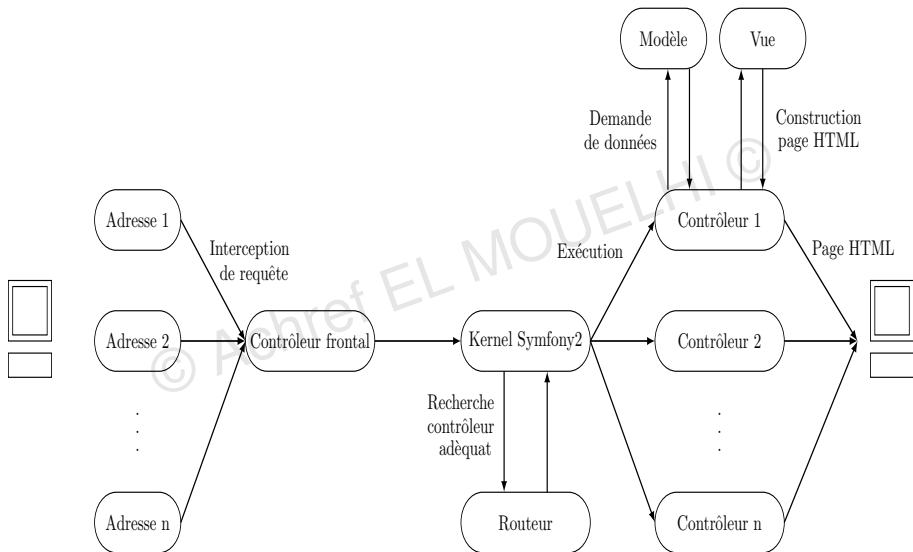 Modèle
Vue
Demande
de données
Construction
page HTML
© Achref EL MOUELHI ©
Adresse 1
Interception
de requête
Exécution
Contrôleur 1
Page HTML
Adresse 2
Contrôleur frontal
Kernel Symfony2
Contrôleur 2
Recherche
contrôleur
adèquat
Adresse n
Routeur
Contrôleur n